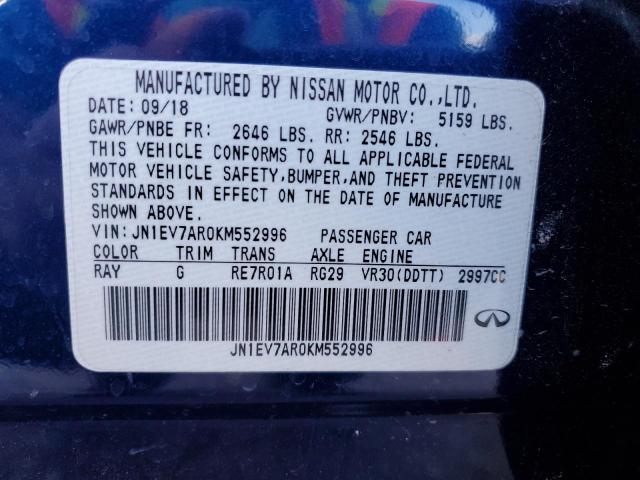 MANUFACTURED BY NISSAN MOTOR CO.,LTD.
DATE: 09/18 GVWR/PNBV: 5159 LBS.
GAWR/PNBE FR: 2646 LBS. RR: 2546 LBS.
THIS VEHICLE CONFORMS TO ALL APPLICABLE FEDERAL
MOTOR VEHICLE SAFETY,BUMPER,AND THEFT PREVENTION
STANDARDS IN EFFECT ON THE DATE OF MANUFACTURE
SHOWN ABOVE.
VIN:JN1EV7AR0KM552996 PASSENGER CAR
COLOR TRIM TRANS AXLE ENGINE
RAY G RE7R01A RG29 VR30(DDTT) 2997CC
JN1EV7AR0KM552996